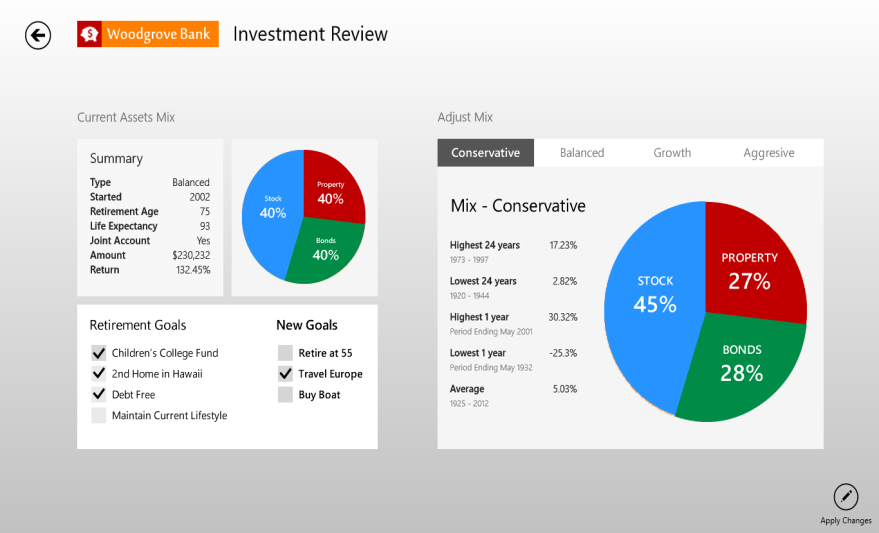 Woodgrove Bank Investment Review
Current Assets Mix
Summary
Type Balanced
Started 2002
Retirement Age 75
Life Expectancy 93
Joint Account Yes
Amount $230,232
Return 132.45%
Stock
40%
Property
40%
Bonds
40%
Retirement Goals
Children's College Fund
2nd Home in Hawaii
Debt Free
Maintain Current Lifestyle
New Goals
Retire at 55
Travel Europe
Buy Boat
Adjust Mix
Conservative Balanced Growth Aggresive
Mix - Conservative
Highest 24 years 17.23%
1973 - 1997
Lowest 24 years 2.82%
1920 - 1944
Highest 1 year 30.32%
Period Ending May 2001
Lowest 1 year -25.3%
Period Ending May 1932
Average 5.03%
1925 - 2012
STOCK
45%
PROPERTY
27%
BONDS
28%
Apply Changes